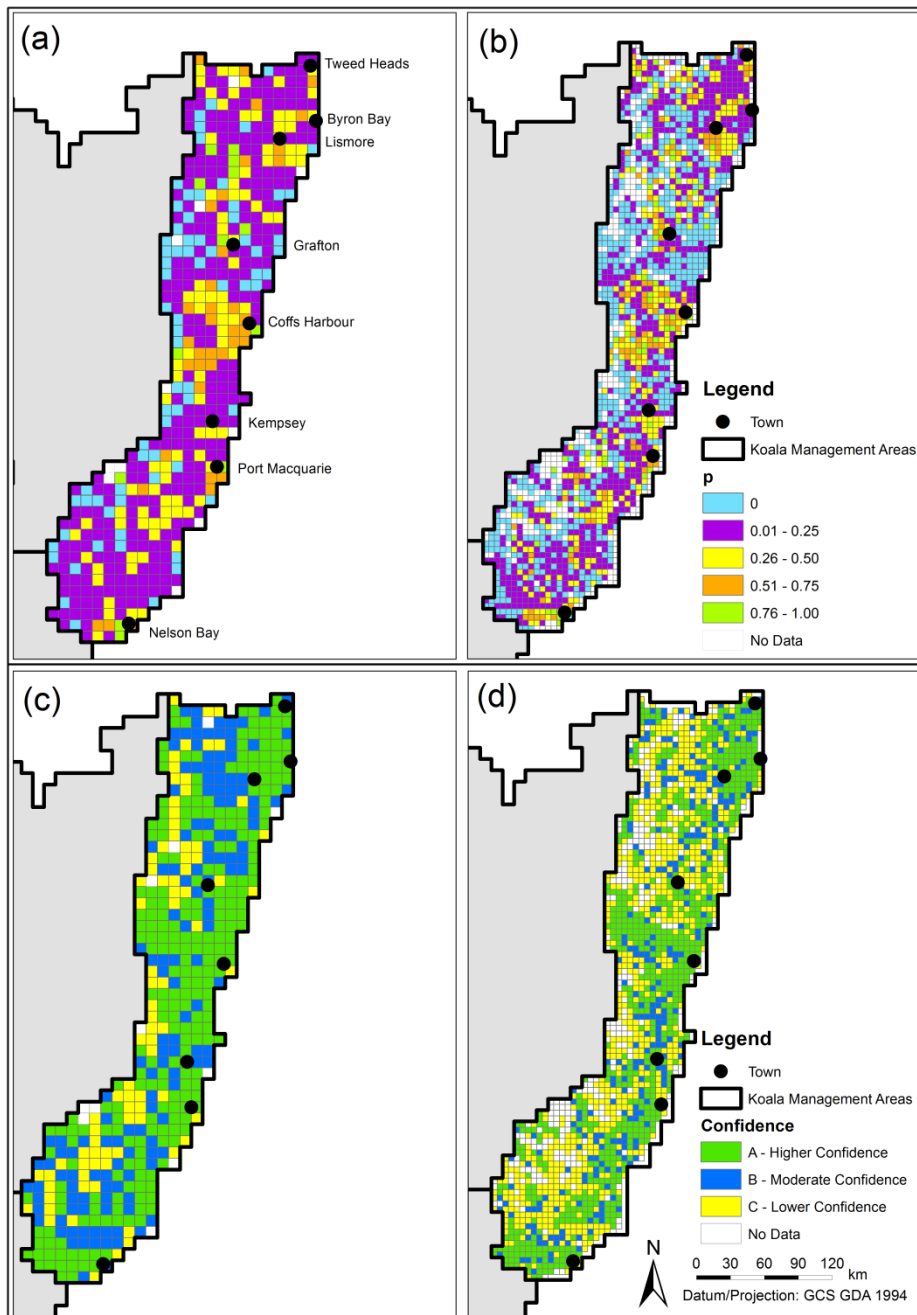 (a)
Tweed Heads
Byron Bay
Lismore
Grafton
Coffs Harbour
Kempsey
Port Macquarie
Nelson Bay
(b)
Legend
Town
Koala Management Areas
p
0
0.01 - 0.25
0.26 - 0.50
0.51 - 0.75
0.76 - 1.00
No Data
(c)
(d)
Legend
Town
Koala Management Areas
Confidence
A - Higher Confidence
B - Moderate Confidence
C - Lower Confidence
No Data
N
0 30 60 90 120
km
Datum/Projection: GCS GDA 1994